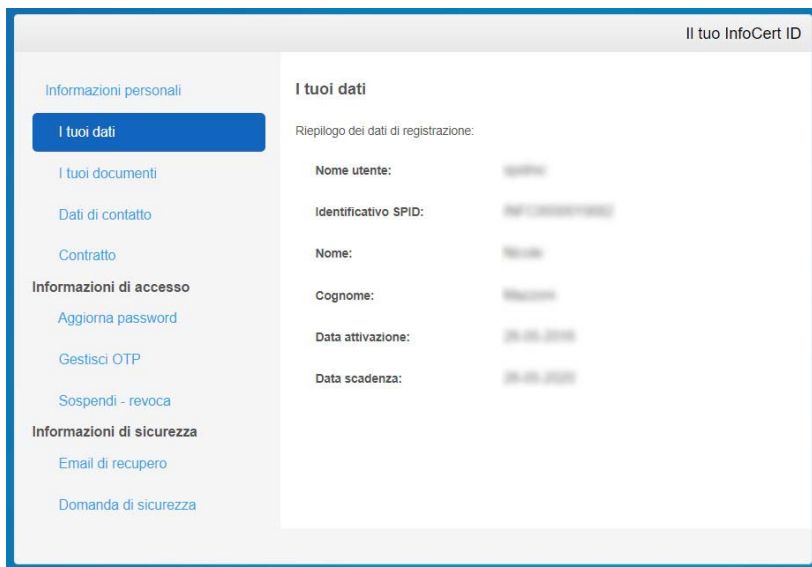 Il tuo InfoCert ID
Informazioni personali
I tuoi dati
I tuoi documenti
Dati di contatto
Contratto
Informazioni di accesso
Aggiorna password
Gestisci OTP
Sospendi - revoca
Informazioni di sicurezza
Email di recupero
Domanda di sicurezza
I tuoi dati
Riepilogo dei dati di registrazione:
Nome utente:
Identificativo SPID:
Nome:
Cognome:
Data attivazione:
Data scadenza: